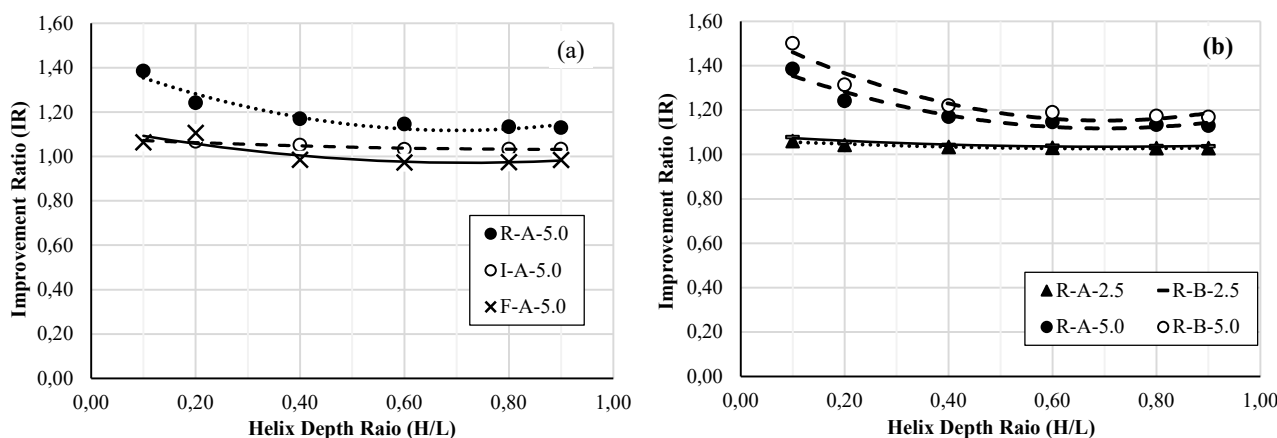 1,60
1,40
1,20
1,00
0,80
0,60
0,40
0,20
0,00
Improvement Ratio (IR)
(a)
R-A-5.0
I-A-5.0
F-A-5.0
0,00 0,20 0,40 0,60 0,80 1,00
Helix Depth Raio (H/L)
1,60
1,40
1,20
1,00
0,80
0,60
0,40
0,20
0,00
Improvement Ratio (IR)
(b)
R-A-2.5 R-B-2.5
R-A-5.0 R-B-5.0
0,00 0,20 0,40 0,60 0,80 1,00
Helix Depth Raio (H/L)